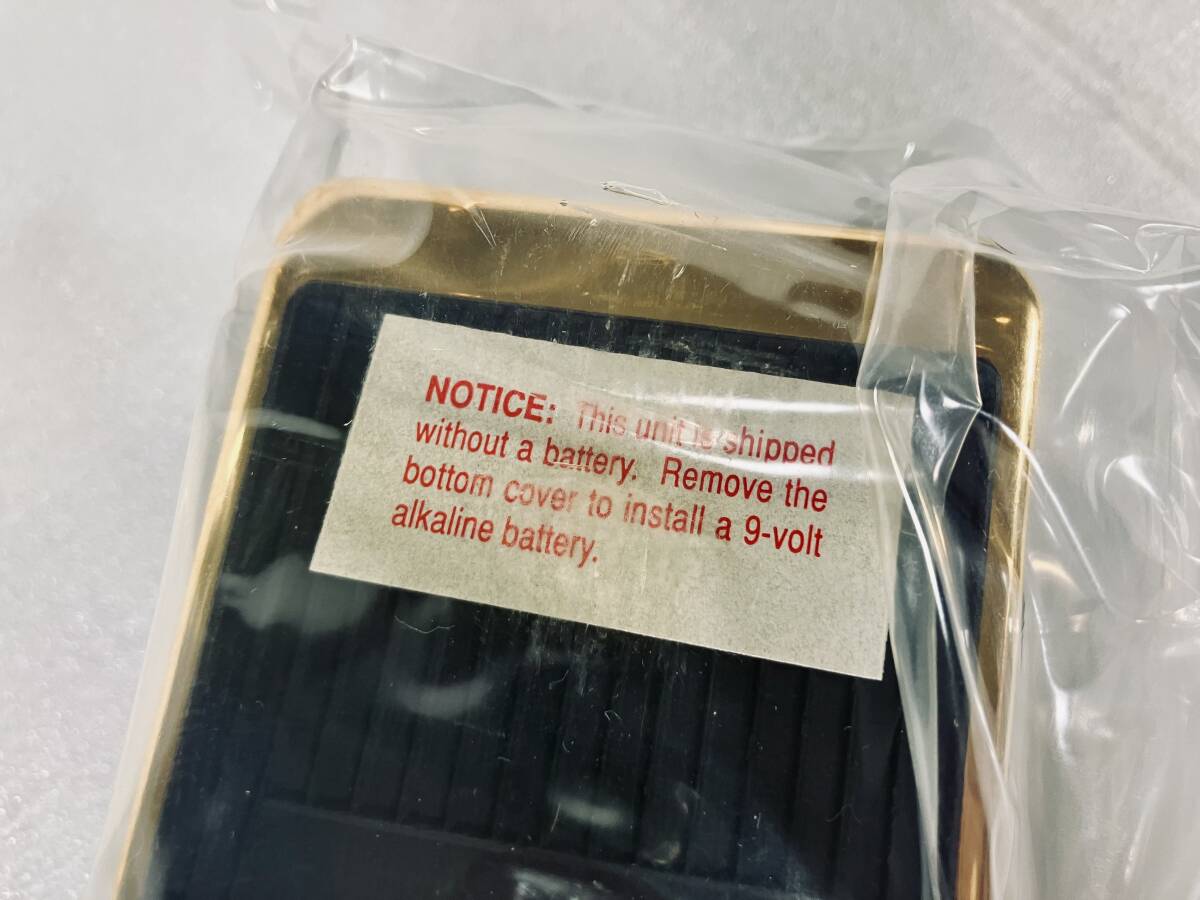 NOTICE: This unit is shipped
without a battery. Remove the
bottom cover to install a 9-volt
alkaline battery.